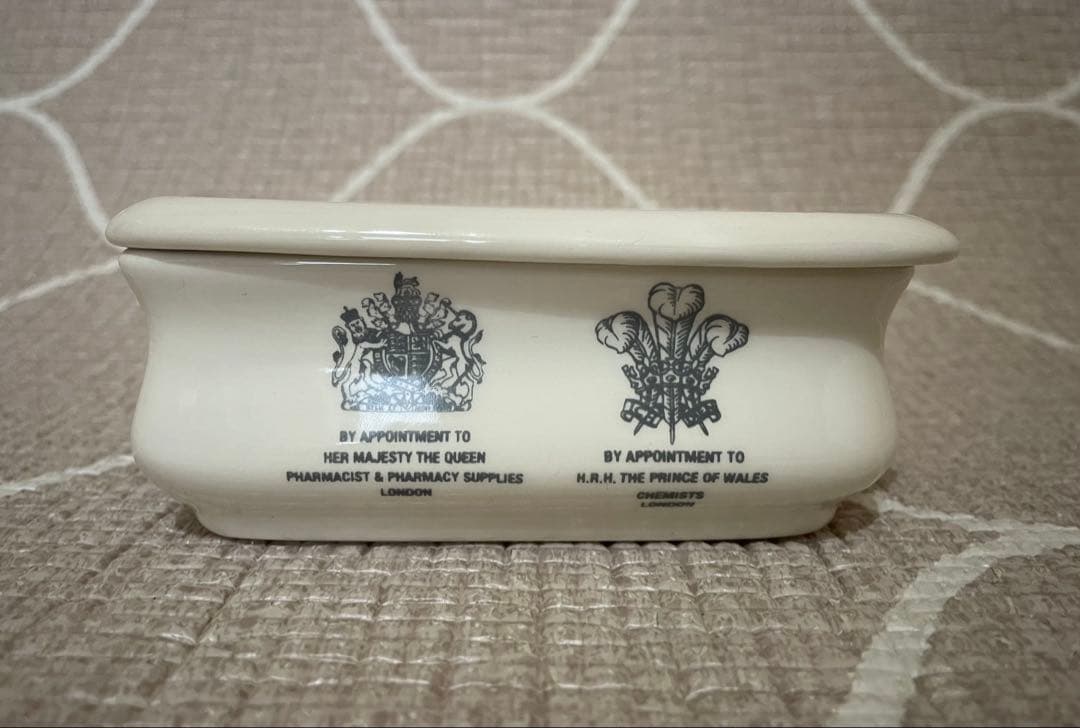 BY APPOINTMENT TO
HER MAJESTY THE QUEEN
PHARMACIST & PHARMACY SUPPLIES
LONDON
BY APPOINTMENT TO
H.R.H. THE PRINCE OF WALES
CHEMISTS
LONDON